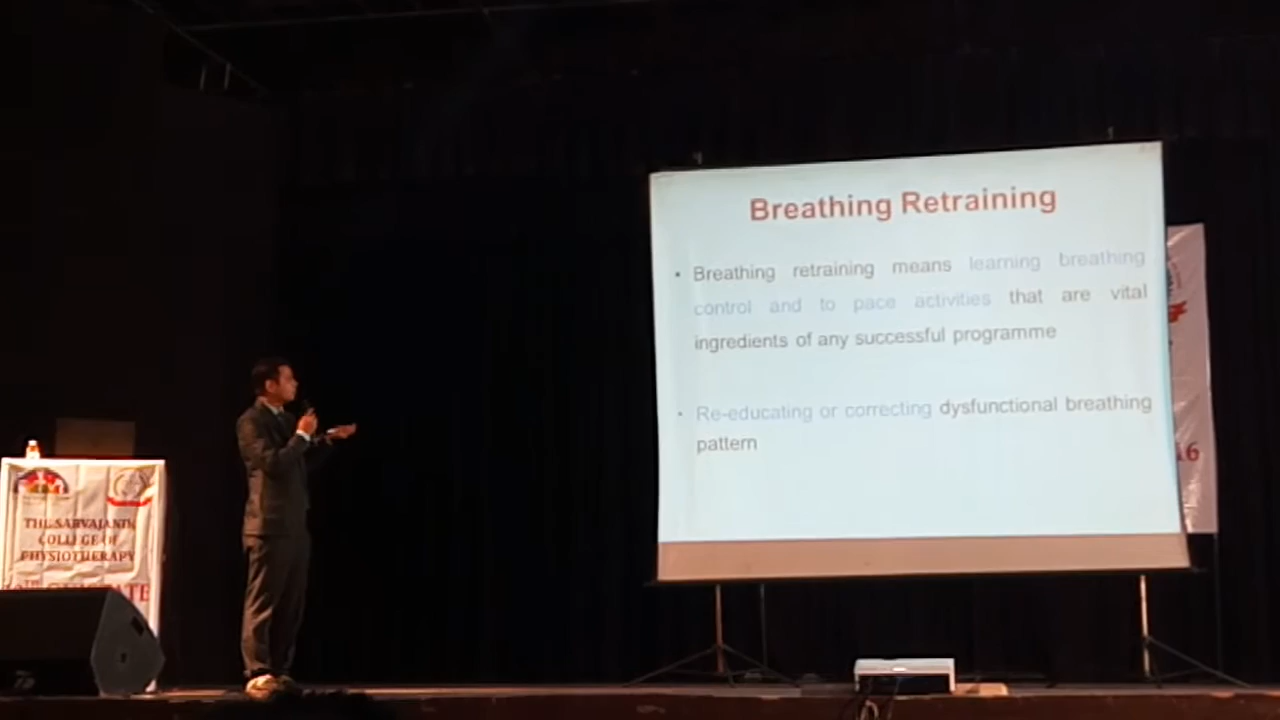 Breathing Retraining
• Breathing retraining means learning breathing
control and to pace activities that are vital
ingredients of any successful programme
• Re-educating or correcting dysfunctional breathing
pattern
16
THE SARVAJANIK
COLLEGE OF
PHYSIOTHERAPY